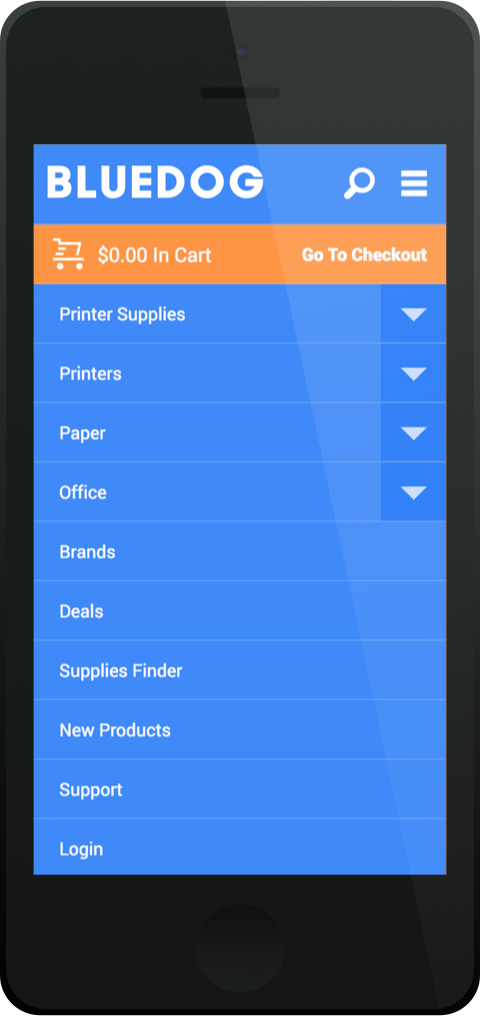 BLUEDOG
$0.00 In Cart Go To Checkout
Printer Supplies
Printers
Paper
Office
Brands
Deals
Supplies Finder
New Products
Support
Login